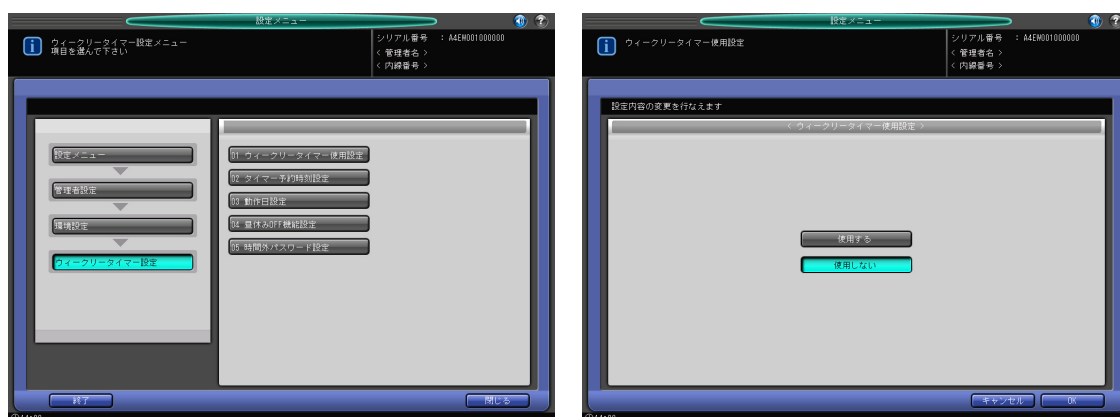 設定メニュー
ウィークリータイマー設定メニュー
項目を選んで下さい
シリアル番号 : A4EW001000000
< 管理者名 >
< 内線番号 >
設定メニュー
管理者設定
環境設定
ウィークリータイマー設定
01 ウィークリータイマー使用設定
02 タイマー予約時刻設定
03 動作日設定
04 昼休みOFF機能設定
05 時間外パスワード設定
終了
閉じる
設定メニュー
ウィークリータイマー使用設定
シリアル番号 : A4EW001000000
< 管理者名 >
< 内線番号 >
設定内容の変更を行なえます
< ウィークリータイマー使用設定 >
使用する
使用しない
キャンセル
OK